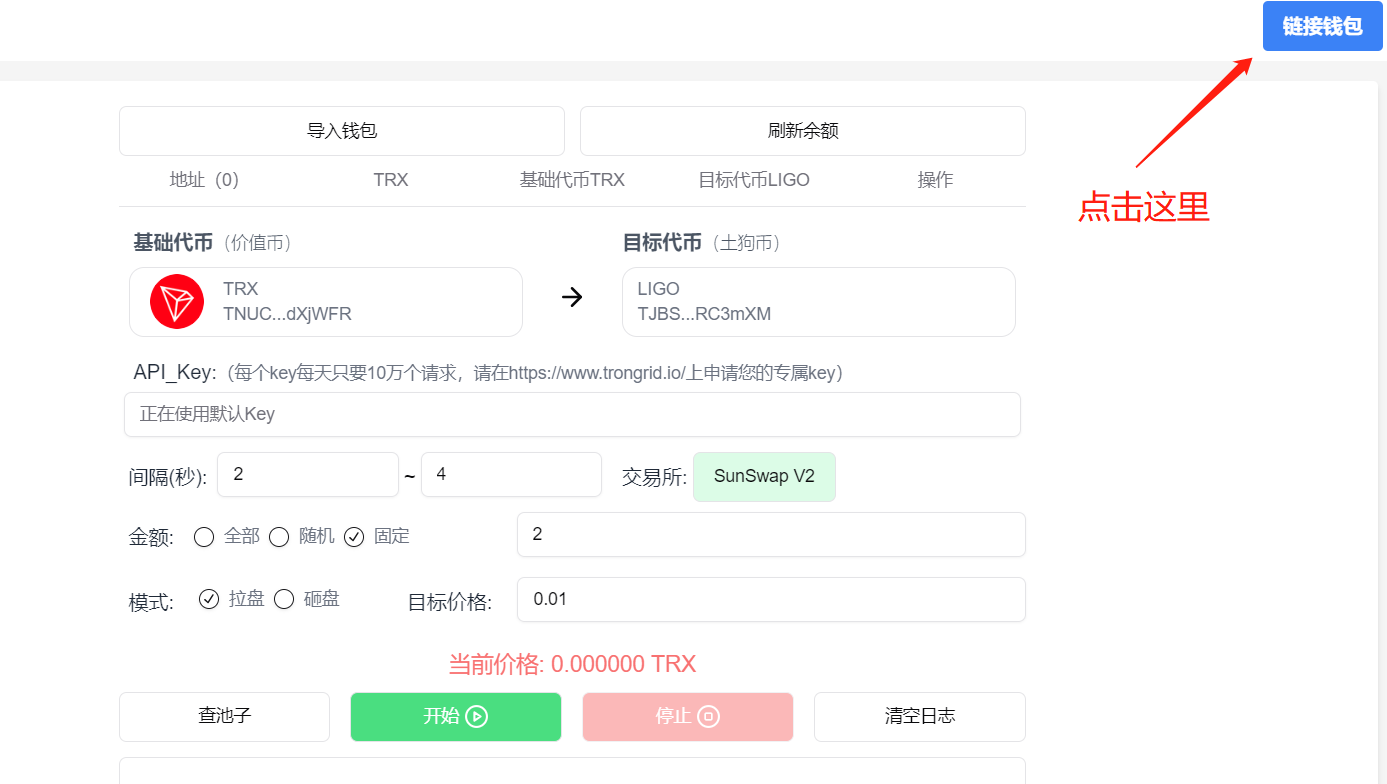 链接钱包
点击这里
导入钱包 刷新余额
地址（0） TRX 基础代币TRX 目标代币LIGO 操作
基础代币（价值币） 目标代币（土狗币）
TRX LIGO
TNUC...dXjWFR TJBS...RC3mXM
API_Key:（每个key每天只要10万个请求，请在https://www.trongrid.io/上申请您的专属key）
正在使用默认Key
间隔(秒): 2 ~ 4 交易所: SunSwap V2
金额: 全部 随机 固定 2
模式: 拉盘 砸盘 目标价格: 0.01
当前价格: 0.000000 TRX
查池子 开始 停止 清空日志